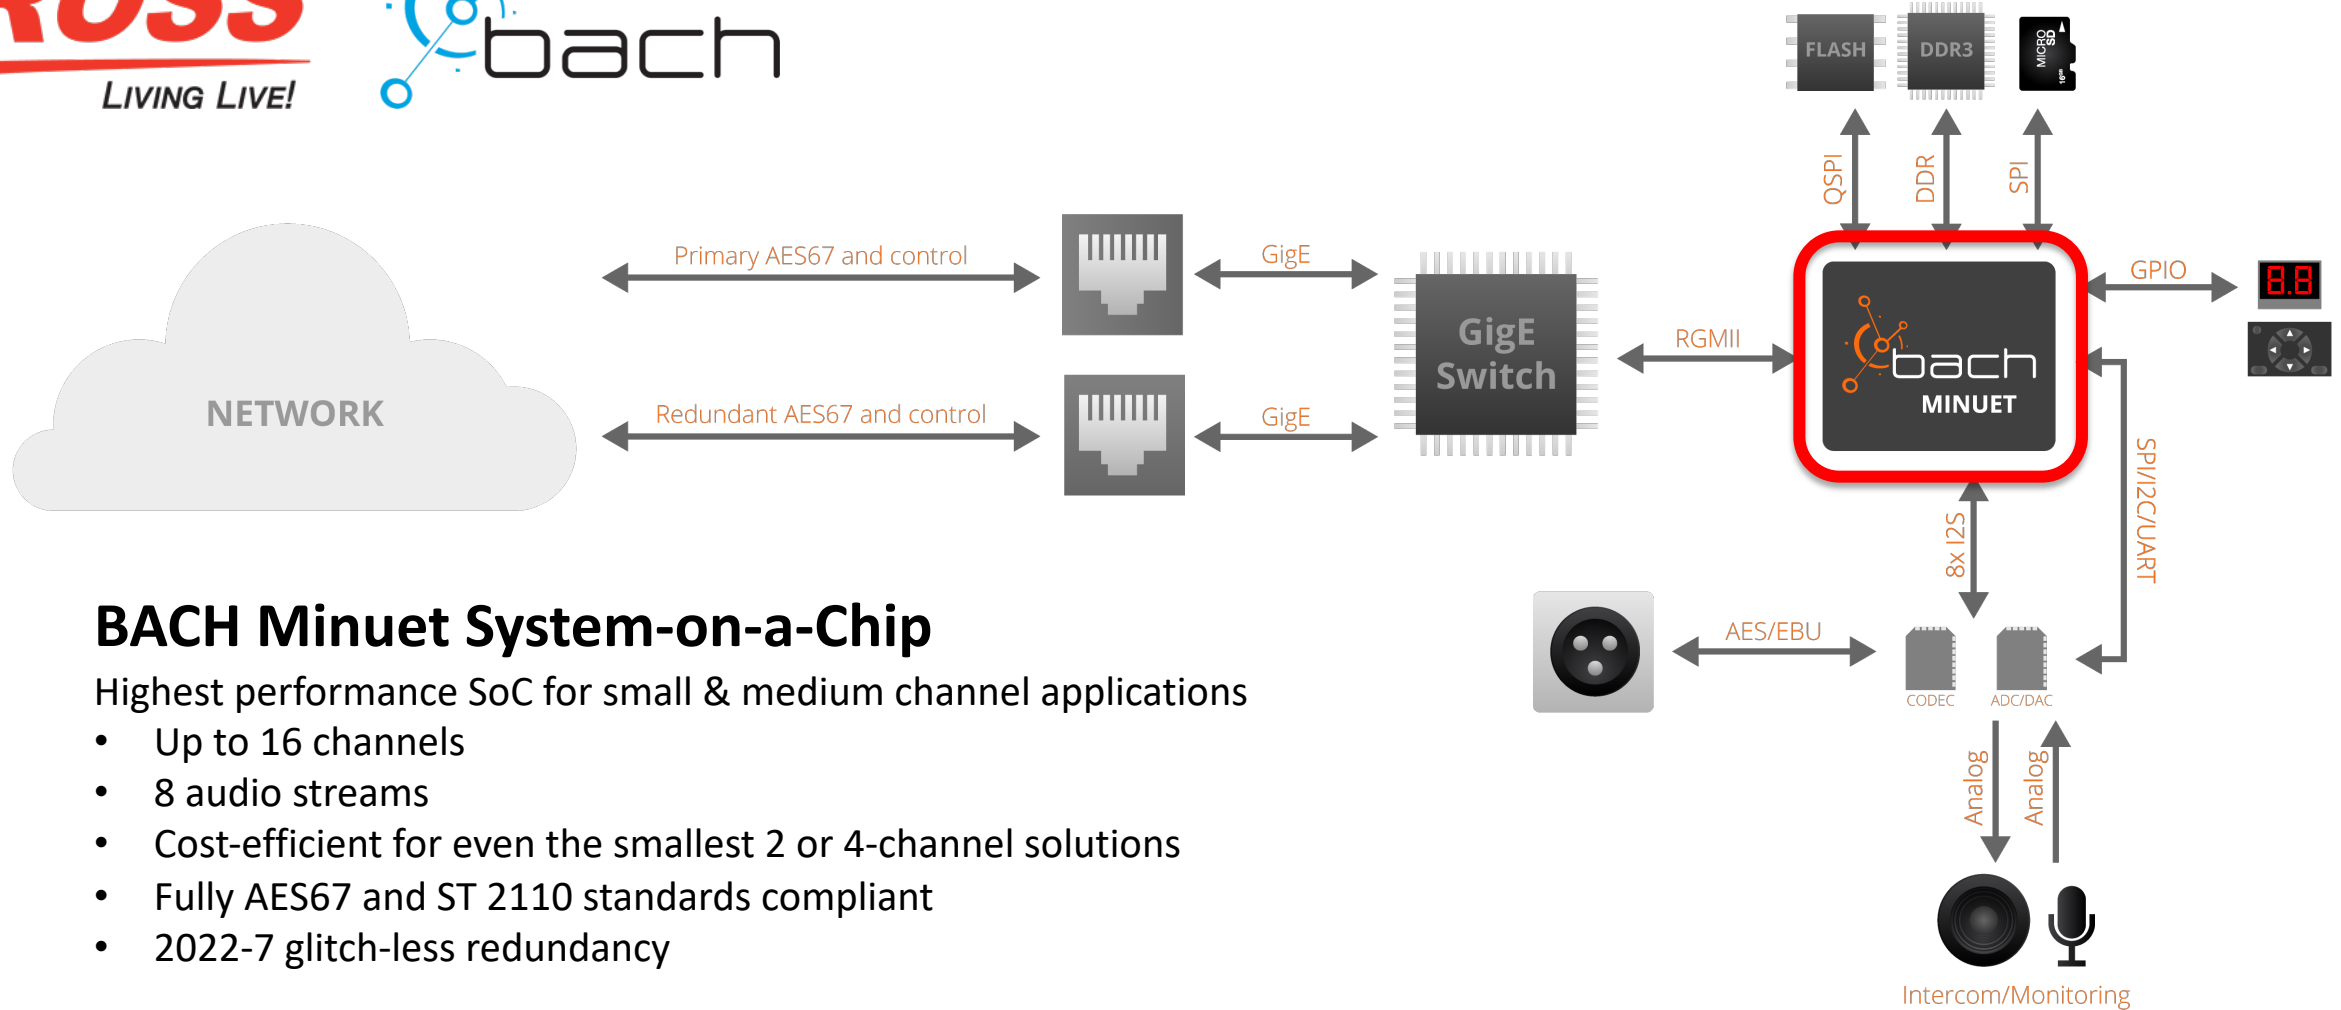 ROSS
LIVING LIVE!
bach
FLASH
DDR3
MICRO
SD
16GB
QSPI
DDR
SPI
Primary AES67 and control
GigE
GPIO
8.8
NETWORK
GigE
Switch
RGMII
bach
MINUET
Redundant AES67 and control
GigE
SPI/I2C/UART
8x I2S
AES/EBU
CODEC
ADC/DAC
Analog
Analog
Intercom/Monitoring
BACH Minuet System-on-a-Chip
Highest performance SoC for small & medium channel applications
• Up to 16 channels
• 8 audio streams
• Cost-efficient for even the smallest 2 or 4-channel solutions
• Fully AES67 and ST 2110 standards compliant
• 2022-7 glitch-less redundancy